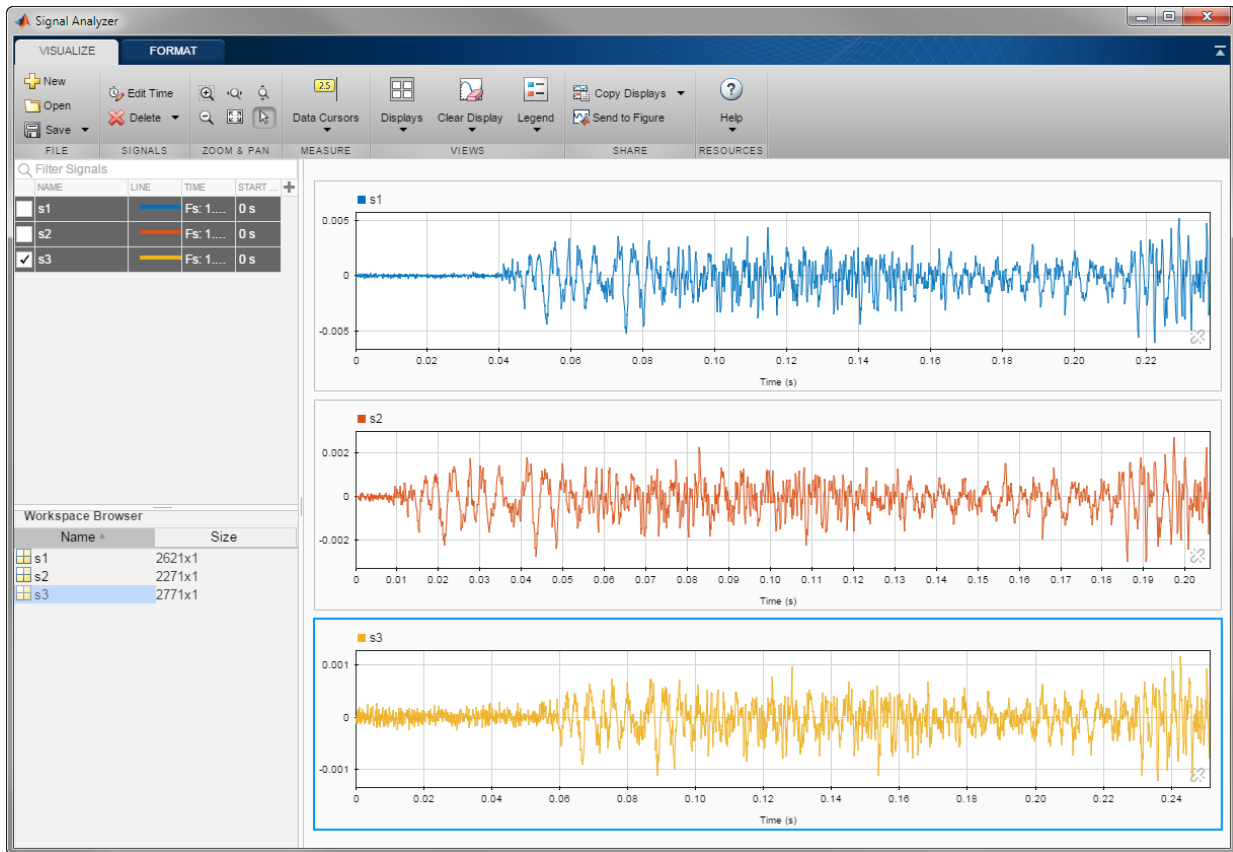 Signal Analyzer
VISUALIZE FORMAT
New
Open
Save
Edit Time
Delete
2.5
Data Cursors
Displays
Clear Display
Legend
Copy Displays
Send to Figure
?
Help
FILE SIGNALS ZOOM & PAN MEASURE VIEWS SHARE RESOURCES
Filter Signals
NAME LINE TIME START ...
s1 Fs: 1.... 0 s
s2 Fs: 1.... 0 s
s3 Fs: 1.... 0 s
Workspace Browser
Name Size
s1 2621x1
s2 2271x1
s3 2771x1
s1
0.005
0
-0.005
0 0.02 0.04 0.06 0.08 0.10 0.12 0.14 0.16 0.18 0.20 0.22
Time (s)
s2
0.002
0
-0.002
0 0.01 0.02 0.03 0.04 0.05 0.06 0.07 0.08 0.09 0.10 0.11 0.12 0.13 0.14 0.15 0.16 0.17 0.18 0.19 0.20
Time (s)
s3
0.001
0
-0.001
0 0.02 0.04 0.06 0.08 0.10 0.12 0.14 0.16 0.18 0.20 0.22 0.24
Time (s)